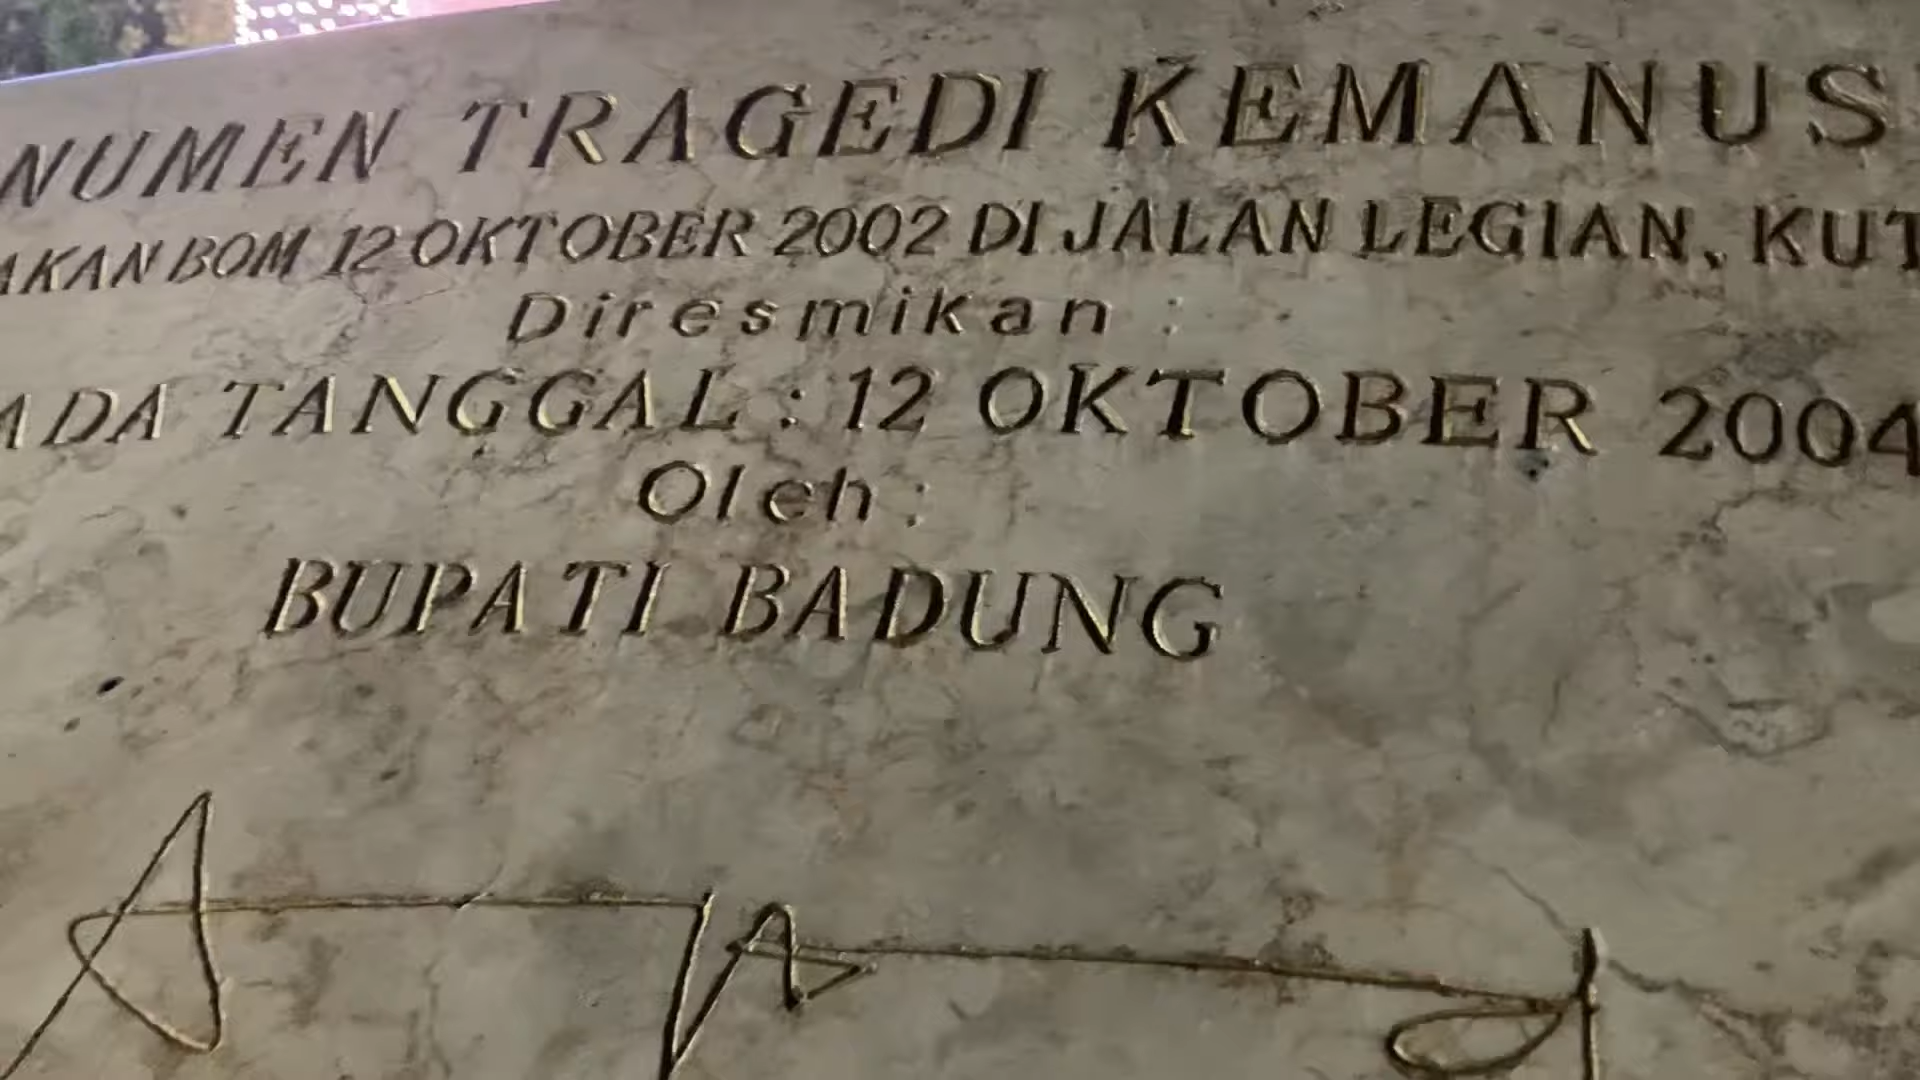 NUMEN TRAGEDI KEMANUS
AKAN BOM 12 OKTOBER 2002 DI JALAN LEGIAN, KUT
Diresmikan :
ADA TANGGAL : 12 OKTOBER 2004
Oleh :
BUPATI BADUNG